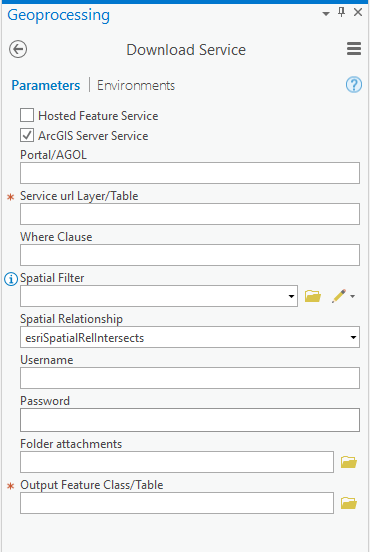 Geoprocessing
Download Service
Parameters | Environments
Hosted Feature Service
ArcGIS Server Service
Portal/AGOL
* Service url Layer/Table
Where Clause
Spatial Filter
Spatial Relationship
esriSpatialRelIntersects
Username
Password
Folder attachments
* Output Feature Class/Table